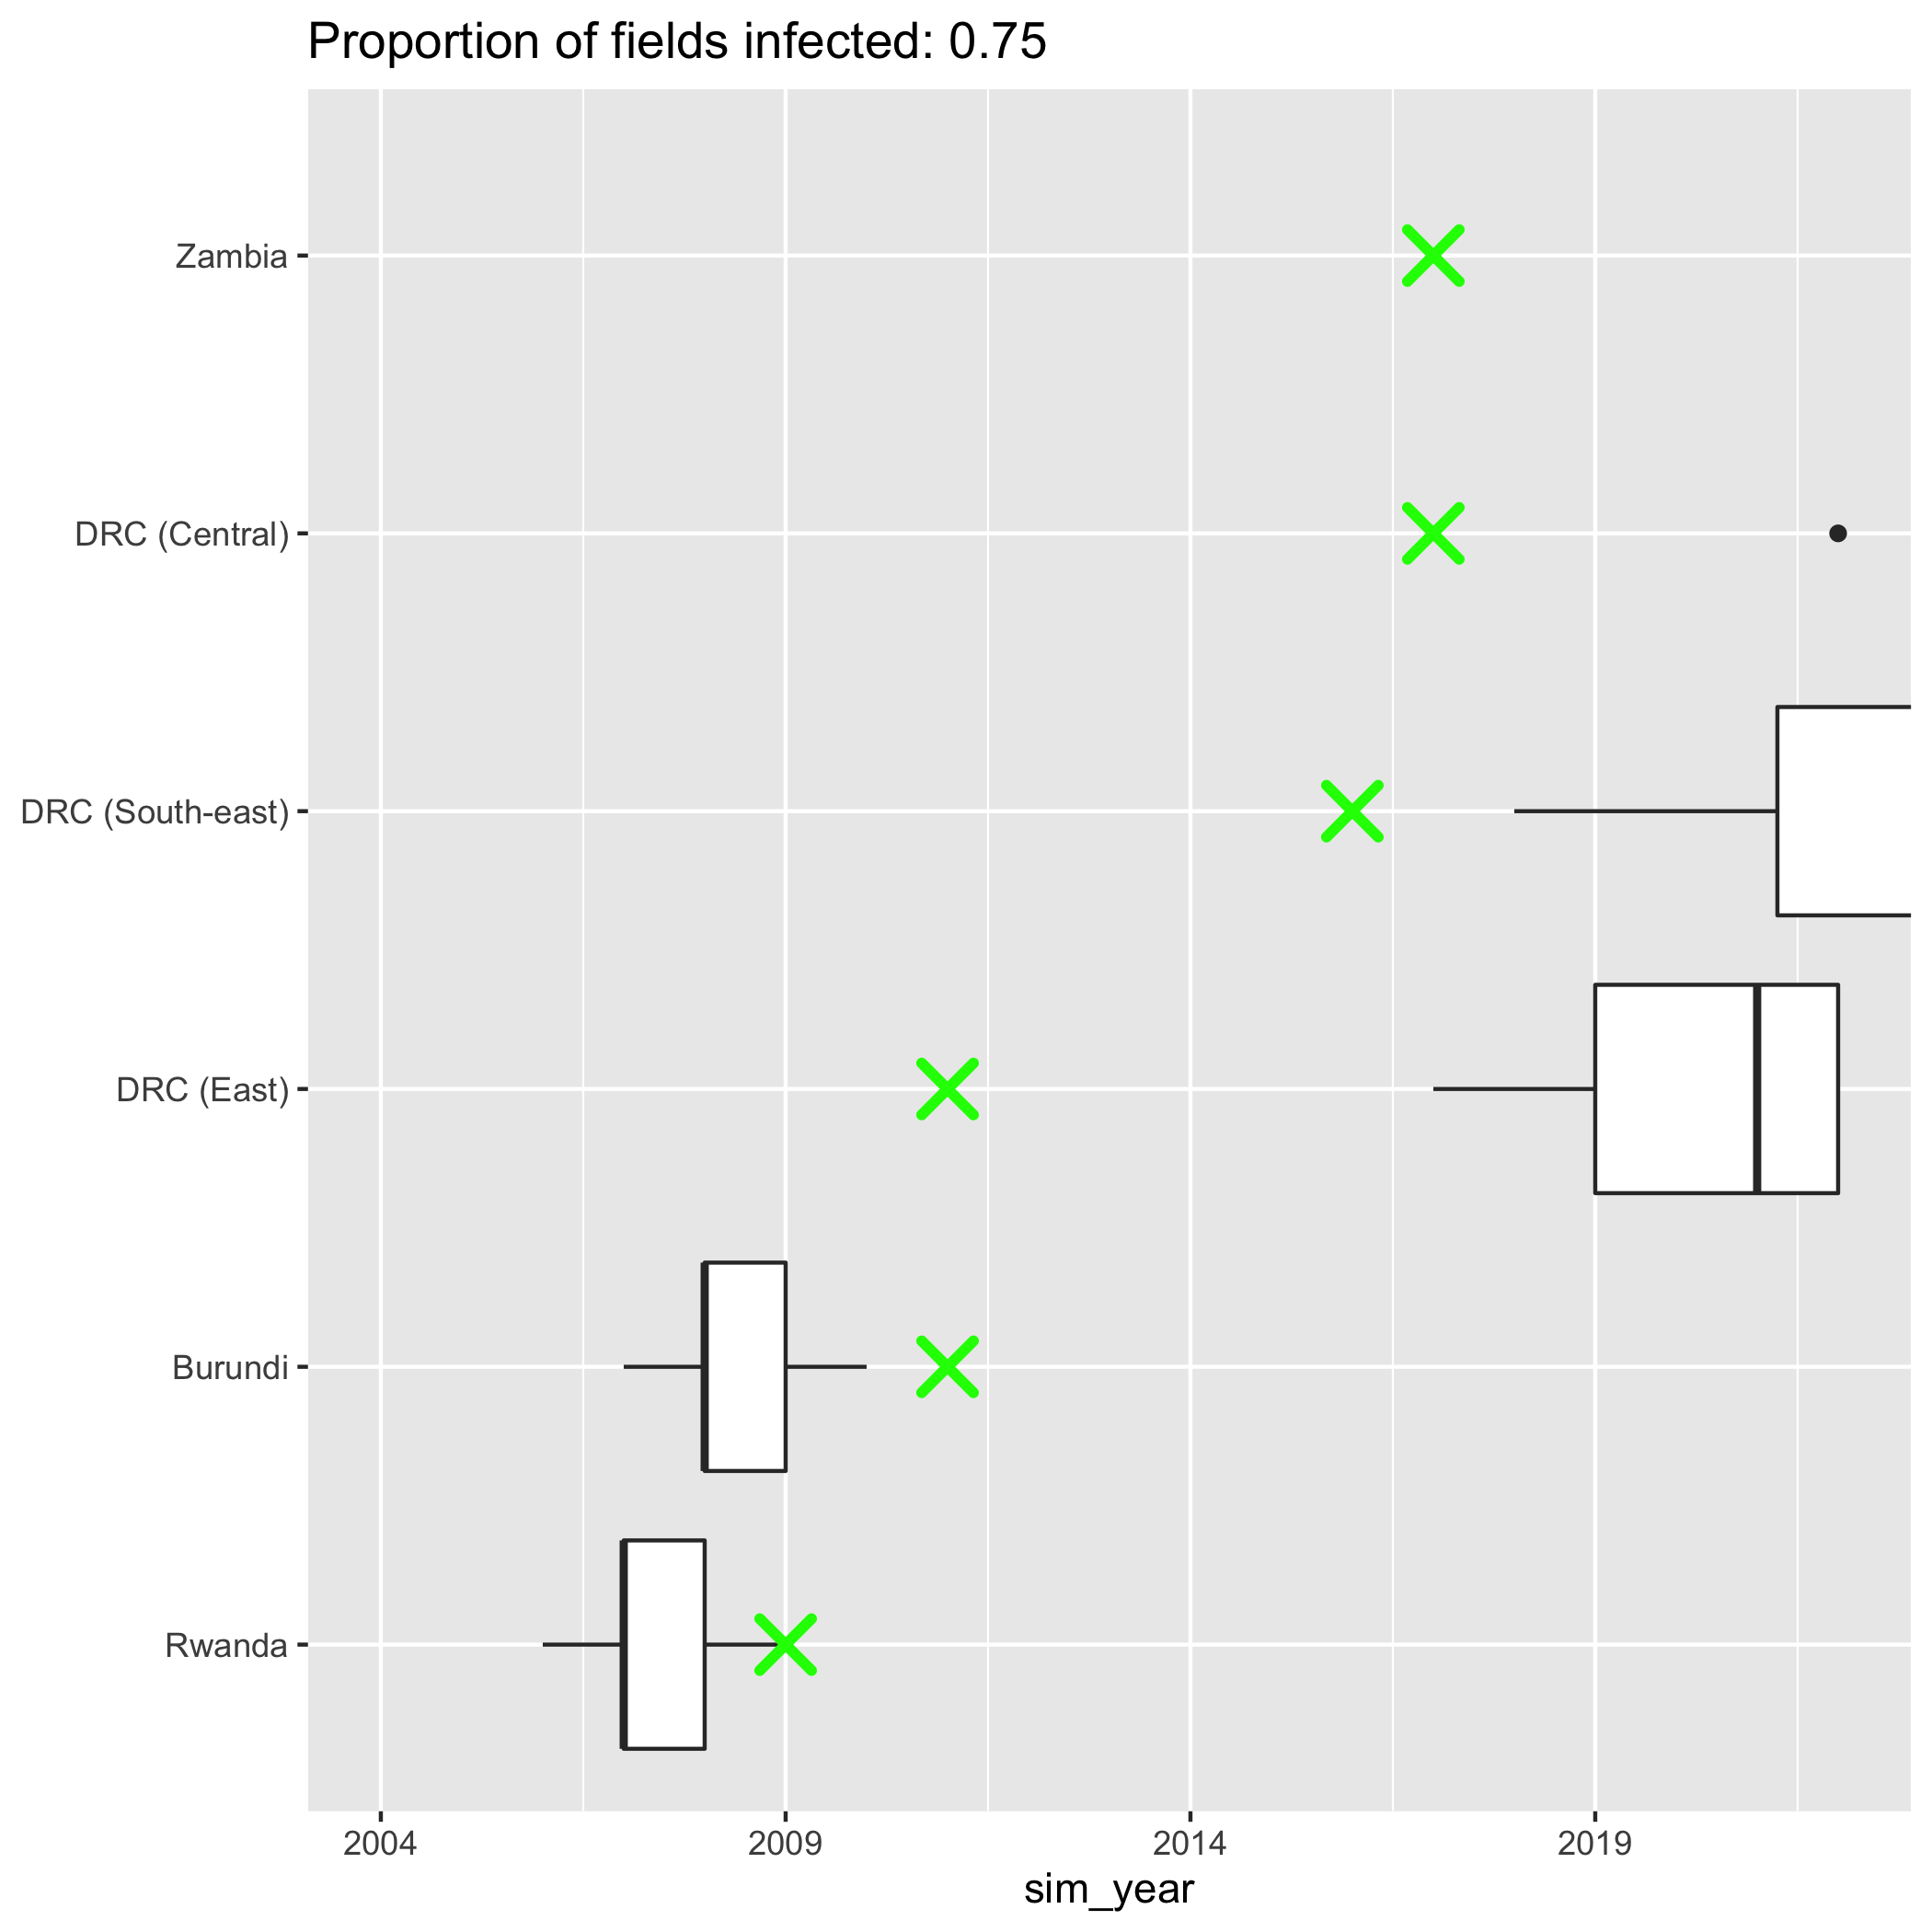 Proportion of fields infected: 0.75
Zambia
DRC (Central)
DRC (South-east)
DRC (East)
Burundi
Rwanda
2004 2009 2014 2019
sim_year